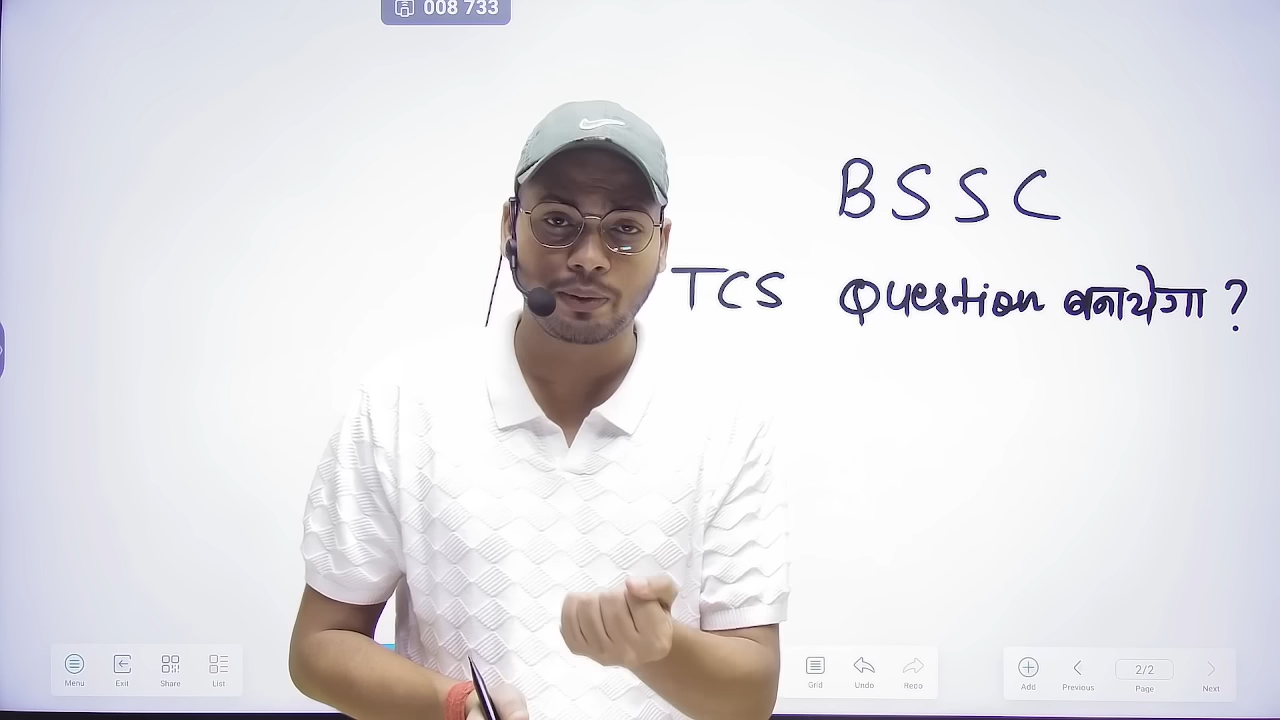 008 733
BSSC
TCS Question बनायेगा ?
Menu Exit Share List Grid Undo Redo Add Previous 2/2 Page Next